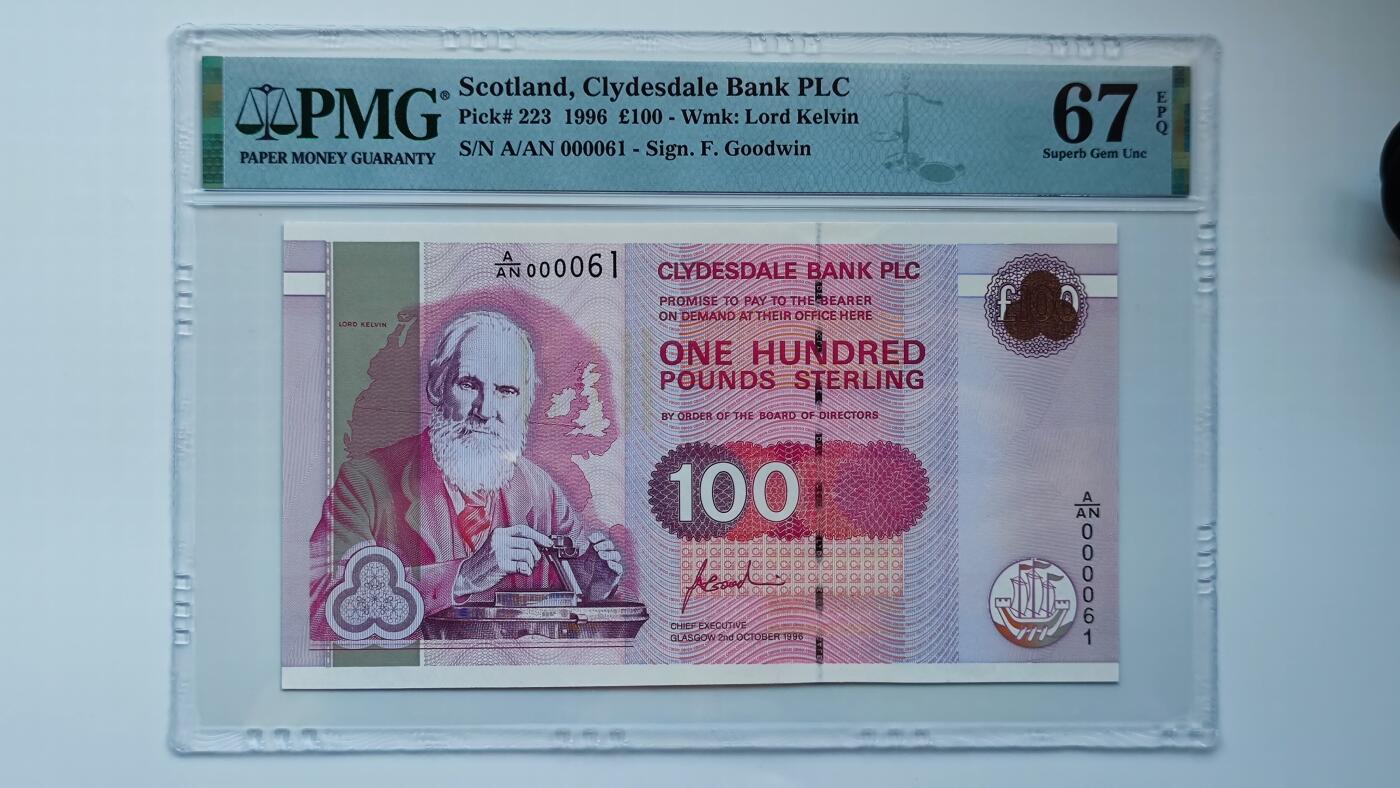 PMG®
PAPER MONEY GUARANTY
Scotland, Clydesdale Bank PLC
Pick# 223 1996 £100 - Wmk: Lord Kelvin
S/N A/AN 000061 - Sign. F. Goodwin
67
Superb Gem Unc
EPQ
LORD KELVIN
A/AN 000061
CLYDESDALE BANK PLC
PROMISE TO PAY TO THE BEARER
ON DEMAND AT THEIR OFFICE HERE
ONE HUNDRED
POUNDS STERLING
BY ORDER OF THE BOARD OF DIRECTORS
100
CHIEF EXECUTIVE
GLASGOW 2nd OCTOBER 1996
£100
A/AN 000061